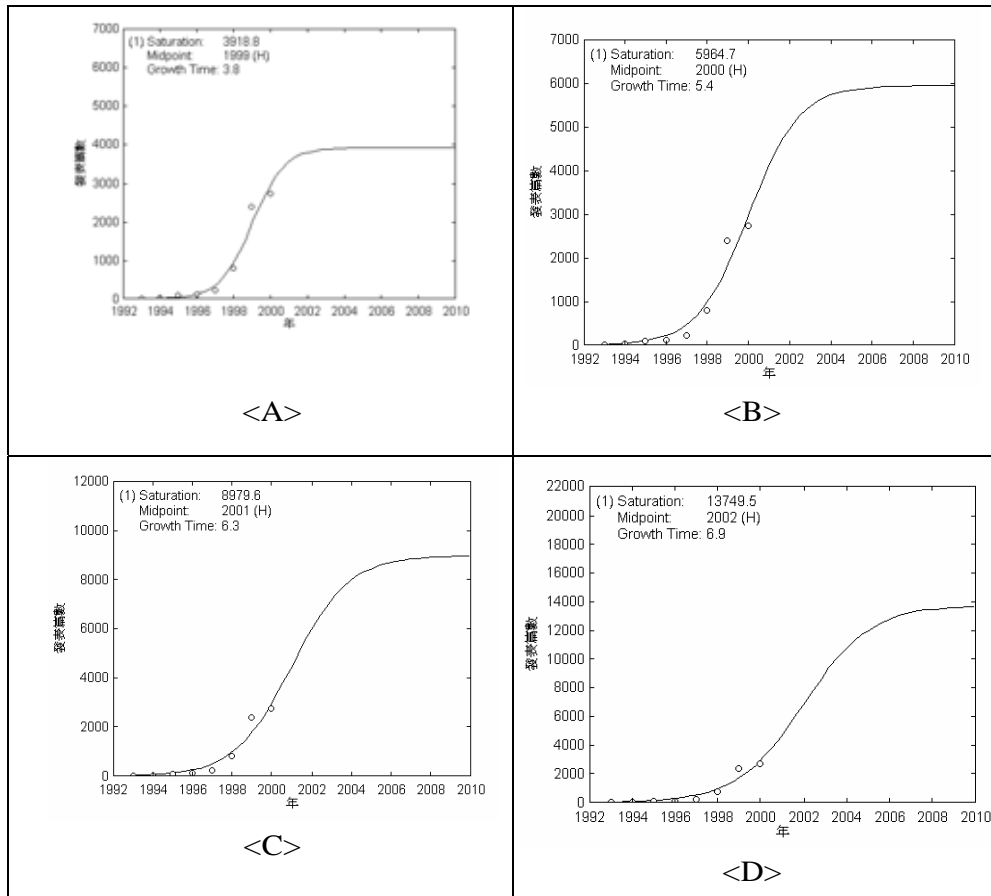 (1) Saturation: 3918.8
Midpoint: 1999 (H)
Growth Time: 3.8
7000
6000
5000
4000
3000
2000
1000
0
發表篇數
1992 1994 1996 1998 2000 2002 2004 2006 2008 2010
年
<A>
(1) Saturation: 5964.7
Midpoint: 2000 (H)
Growth Time: 5.4
7000
6000
5000
4000
3000
2000
1000
0
發表篇數
1992 1994 1996 1998 2000 2002 2004 2006 2008 2010
年
<B>
(1) Saturation: 8979.6
Midpoint: 2001 (H)
Growth Time: 6.3
12000
10000
8000
6000
4000
2000
0
發表篇數
1992 1994 1996 1998 2000 2002 2004 2006 2008 2010
年
<C>
(1) Saturation: 13749.5
Midpoint: 2002 (H)
Growth Time: 6.9
22000
20000
18000
16000
14000
12000
10000
8000
6000
4000
2000
0
發表篇數
1992 1994 1996 1998 2000 2002 2004 2006 2008 2010
年
<D>